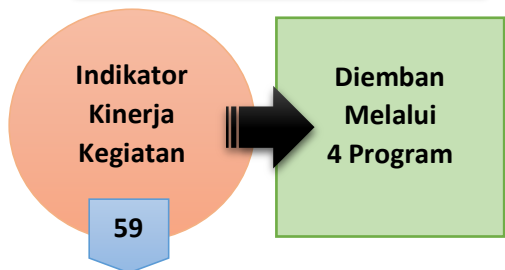 Indikator
Kinerja
Kegiatan
59
Diemban
Melalui
4 Program